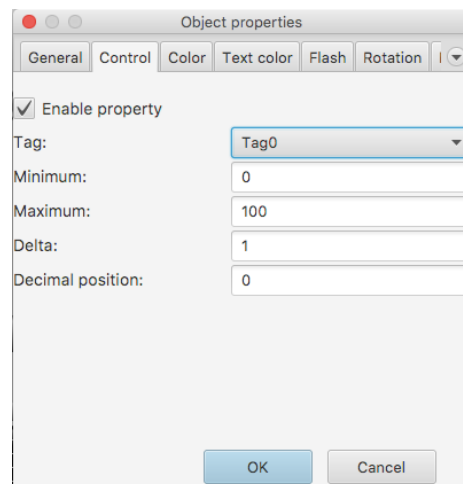 Object properties
General Control Color Text color Flash Rotation
Enable property
Tag: Tag0
Minimum: 0
Maximum: 100
Delta: 1
Decimal position: 0
OK Cancel